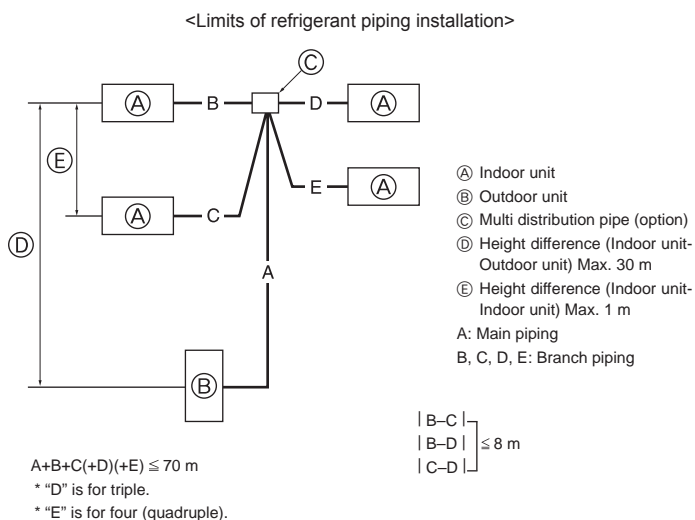 <Limits of refrigerant piping installation>
Ⓒ
Ⓐ B D Ⓐ
Ⓔ
Ⓐ C E Ⓐ
Ⓓ
A
Ⓑ
Ⓐ Indoor unit
Ⓑ Outdoor unit
Ⓒ Multi distribution pipe (option)
Ⓓ Height difference (Indoor unit-
Outdoor unit) Max. 30 m
Ⓔ Height difference (Indoor unit-
Indoor unit) Max. 1 m
A: Main piping
B, C, D, E: Branch piping
| B–C |
| B–D | ≦ 8 m
| C–D |
A+B+C(+D)(+E) ≦ 70 m
* “D” is for triple.
* “E” is for four (quadruple).